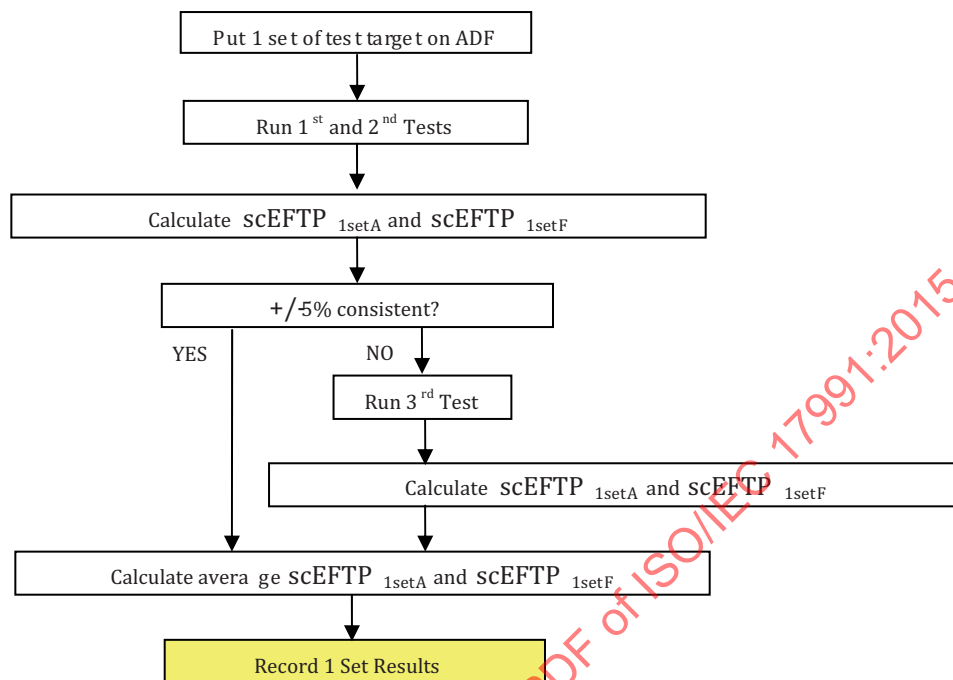 Put 1 set of test target on ADF
Run 1st and 2nd Tests
Calculate scEFTP 1setA and scEFTP 1setF
+/-5% consistent?
YES
NO
Run 3rd Test
Calculate scEFTP 1setA and scEFTP 1setF
Calculate avera ge scEFTP 1setA and scEFTP 1setF
Record 1 Set Results
PDF of ISO/IEC 17991:2015